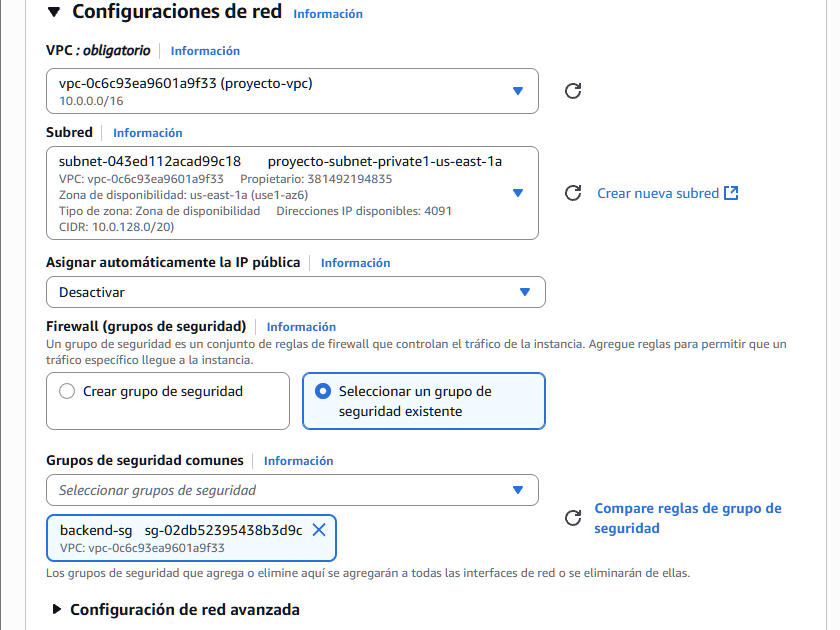 Configuraciones de red Información
VPC : obligatorio Información
vpc-0c6c93ea9601a9f33 (proyecto-vpc)
10.0.0.0/16
Subred Información
subnet-043ed112acad99c18 proyecto-subnet-private1-us-east-1a
VPC: vpc-0c6c93ea9601a9f33 Propietario: 381492194835
Zona de disponibilidad: us-east-1a (use1-az6)
Tipo de zona: Zona de disponibilidad Direcciones IP disponibles: 4091
CIDR: 10.0.128.0/20)
Crear nueva subred
Asignar automáticamente la IP pública Información
Desactivar
Firewall (grupos de seguridad) Información
Un grupo de seguridad es un conjunto de reglas de firewall que controlan el tráfico de la instancia. Agregue reglas para permitir que un
tráfico específico llegue a la instancia.
Crear grupo de seguridad
Seleccionar un grupo de
seguridad existente
Grupos de seguridad comunes Información
Seleccionar grupos de seguridad
backend-sg sg-02db52395438b3d9c
VPC: vpc-0c6c93ea9601a9f33
Compare reglas de grupo de
seguridad
Los grupos de seguridad que agrega o elimine aquí se agregarán a todas las interfaces de red o se eliminarán de ellas.
Configuración de red avanzada